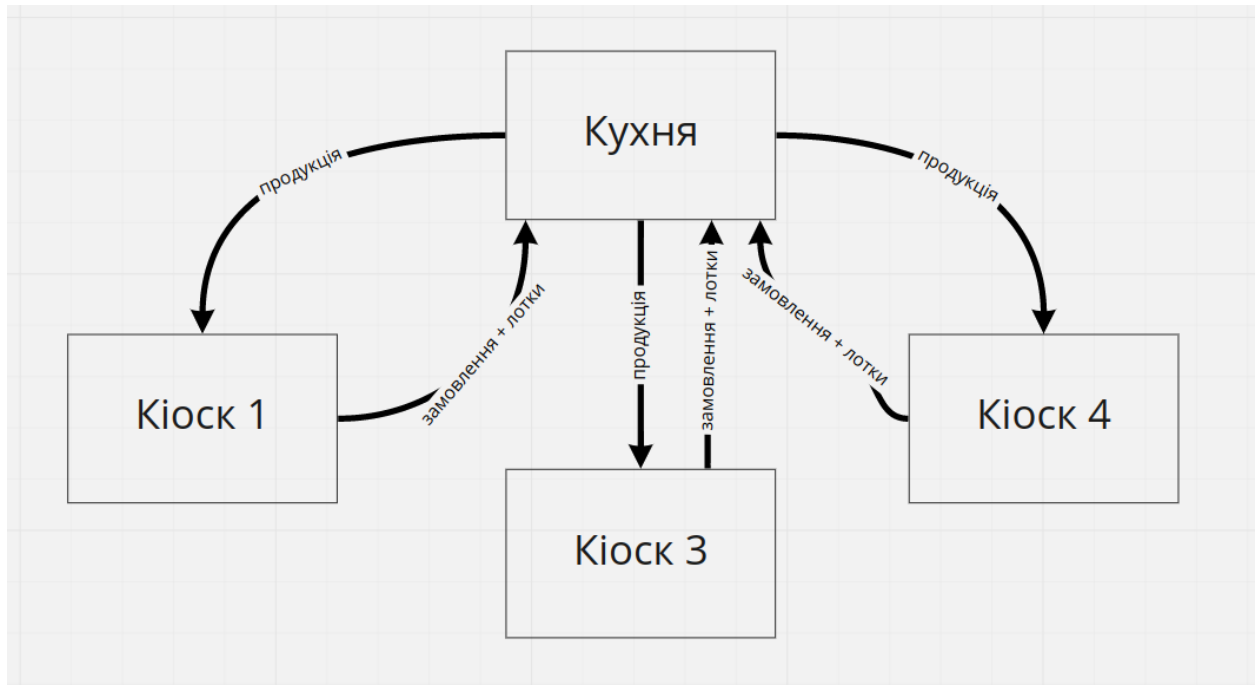 Кухня
продукція
продукція
замовлення + лотки
продукція
замовлення + лотки
замовлення + лотки
Кіоск 1
Кіоск 4
Кіоск 3